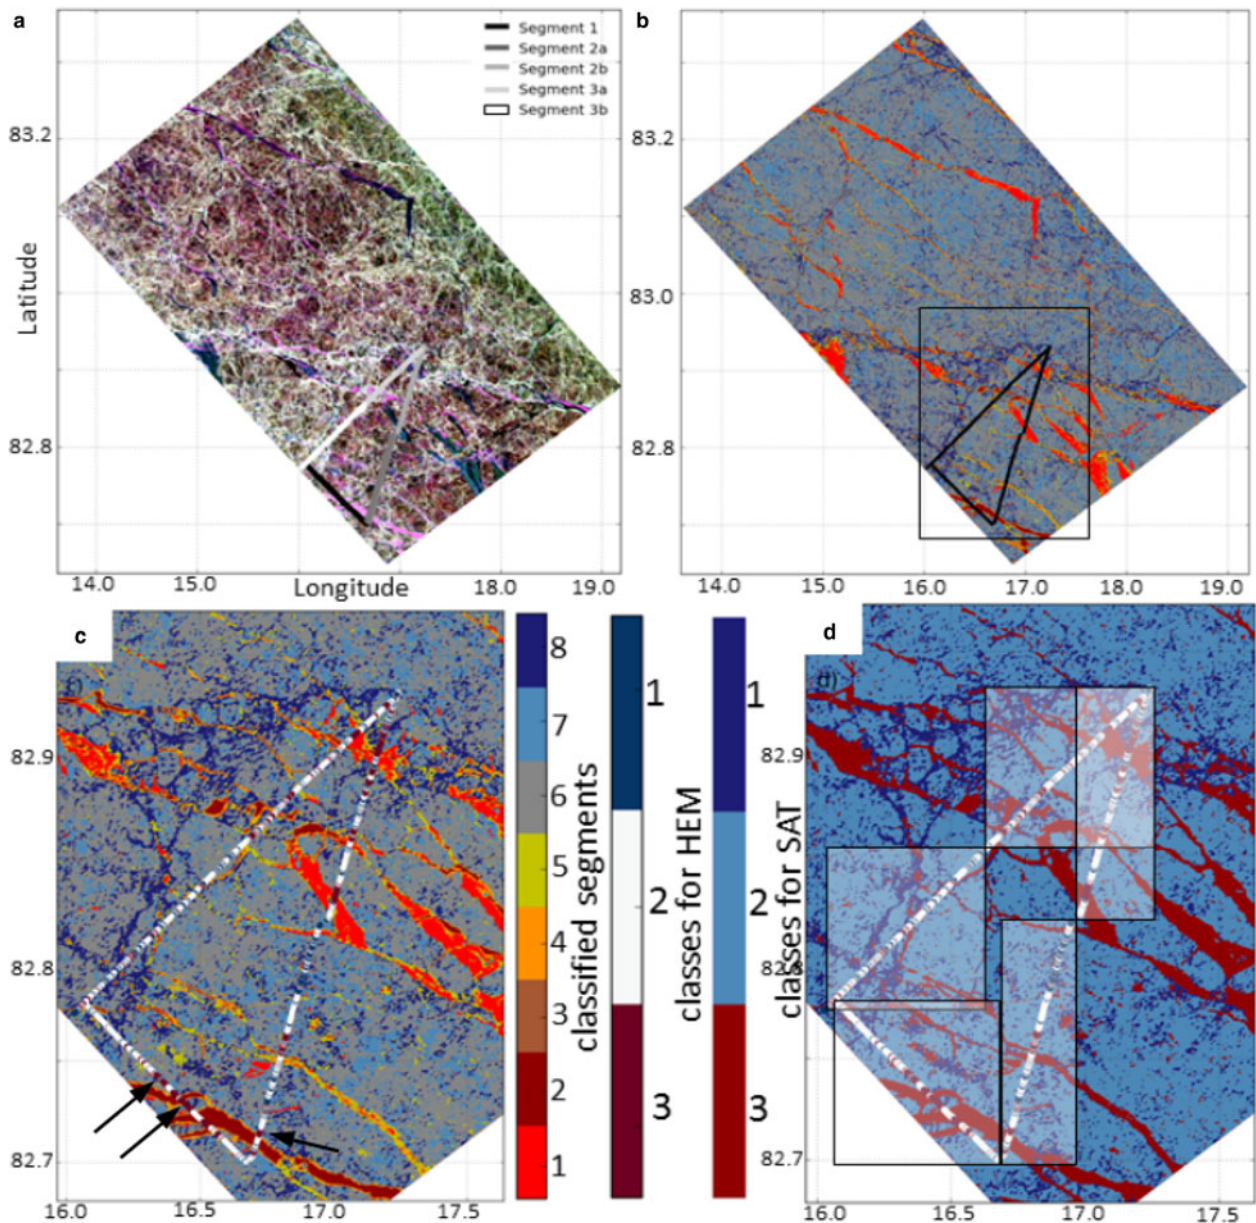 a
Segment 1
Segment 2a
Segment 2b
Segment 3a
Segment 3b
83.2
82.8
Latitude
14.0 15.0 Longitude 18.0 19.0
b
83.2
83.0
82.8
14.0 15.0 16.0 17.0 18.0 19.0
c
82.9
82.8
82.7
16.0 16.5 17.0 17.5
8
7
6
5
4
3
2
1
classified segments
1
2
3
classes for HEM
1
2
3
classes for SAT
d
82.9
82.7
16.0 16.5 17.0 17.5